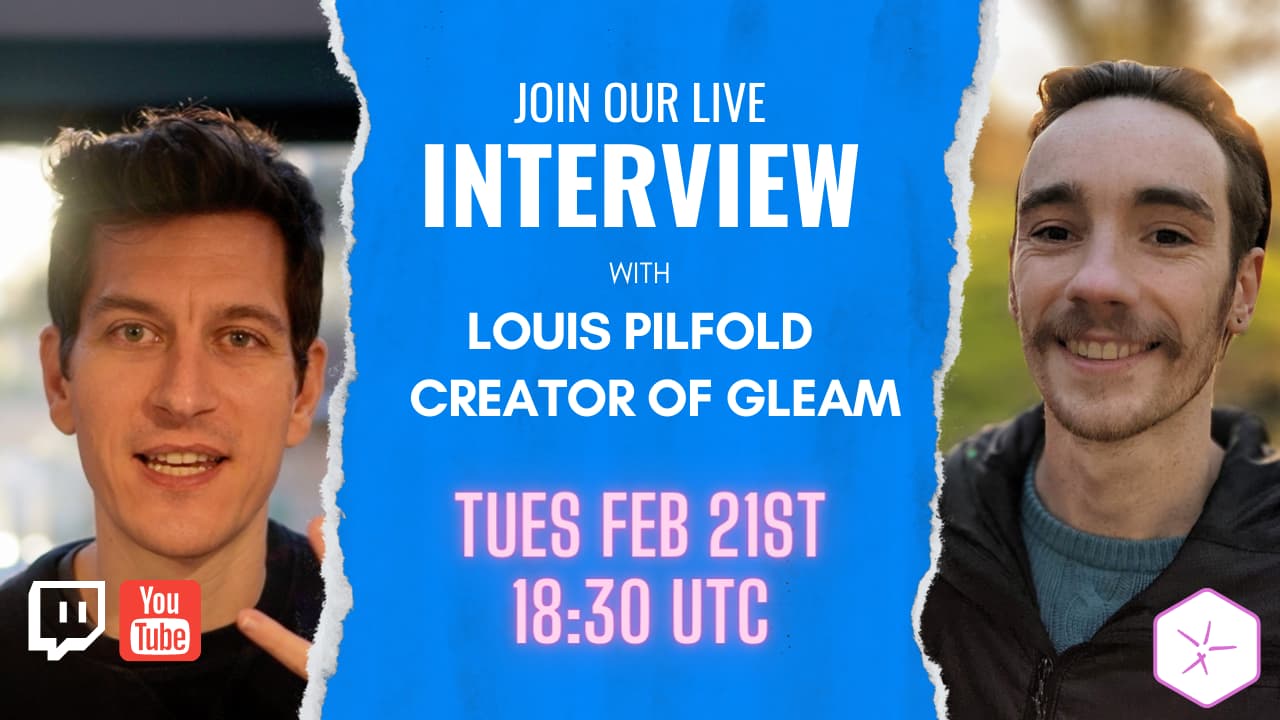 JOIN OUR LIVE
INTERVIEW
WITH
LOUIS PILFOLD
CREATOR OF GLEAM
TUES FEB 21ST
18:30 UTC
You
Tube